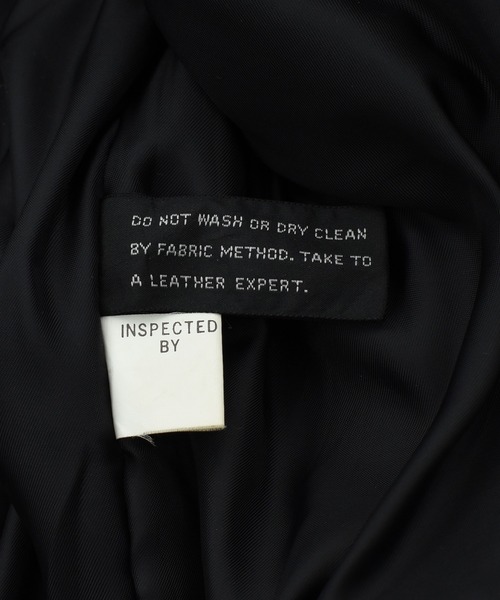 DO NOT WASH OR DRY CLEAN
BY FABRIC METHOD. TAKE TO
A LEATHER EXPERT.
INSPECTED
BY